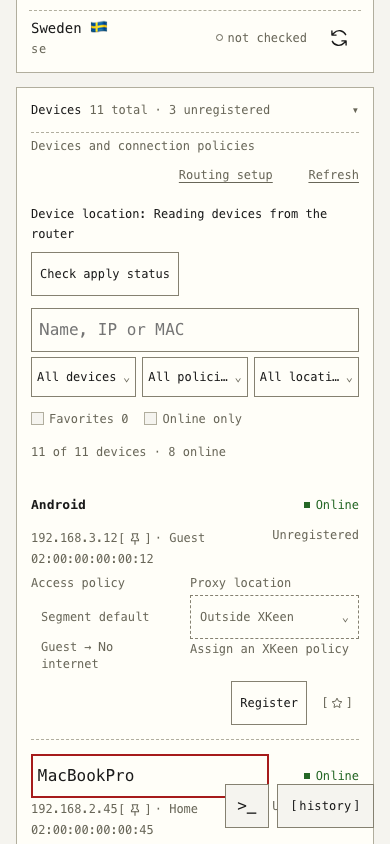 Sweden 🇸🇪
se
not checked
Devices 11 total · 3 unregistered ▾
Devices and connection policies
Routing setup Refresh
Device location: Reading devices from the
router
Check apply status
Name, IP or MAC
All devices All polici… All locati…
Favorites 0 Online only
11 of 11 devices · 8 online
Android Online
192.168.3.12[ ]· Guest Unregistered
02:00:00:00:00:12
Access policy Proxy location
Segment default Outside XKeen
Guest → No
internet
Assign an XKeen policy
Register [☆]
MacBookPro Online
192.168.2.45[ ]· Home
02:00:00:00:00:45
>_ [history]